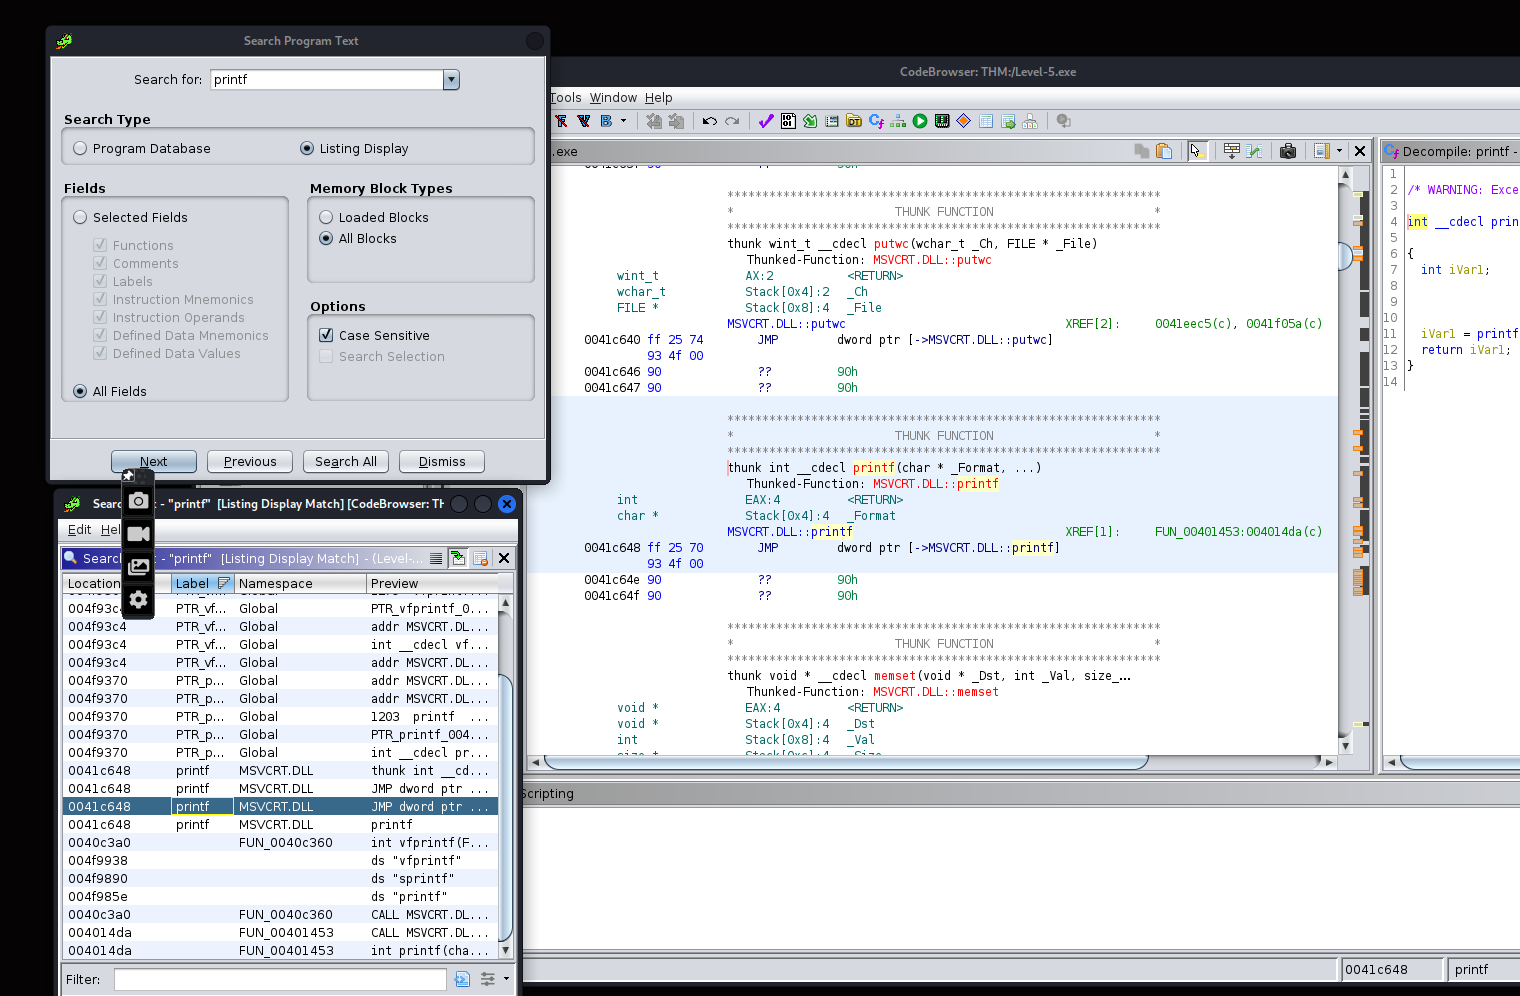 Search Program Text
Search for: printf
Search Type
Program Database
Listing Display
Fields
Selected Fields
Functions
Comments
Labels
Instruction Mnemonics
Instruction Operands
Defined Data Mnemonics
Defined Data Values
All Fields
Memory Block Types
Loaded Blocks
All Blocks
Options
Case Sensitive
Search Selection
Next Previous Search All Dismiss
CodeBrowser: THM:/Level-5.exe
Tools Window Help
.exe
*************************************************************
* THUNK FUNCTION *
*************************************************************
thunk wint_t __cdecl putwc(wchar_t _Ch, FILE * _File)
Thunked-Function: MSVCRT.DLL::putwc
wint_t AX:2 <RETURN>
wchar_t Stack[0x4]:2 _Ch
FILE * Stack[0x8]:4 _File
MSVCRT.DLL::putwc XREF[2]: 0041eec5(c), 0041f05a(c)
0041c640 ff 25 74 JMP dword ptr [->MSVCRT.DLL::putwc]
93 4f 00
0041c646 90 ?? 90h
0041c647 90 ?? 90h
*************************************************************
* THUNK FUNCTION *
*************************************************************
thunk int __cdecl printf(char * _Format, ...)
Thunked-Function: MSVCRT.DLL::printf
int EAX:4 <RETURN>
char * Stack[0x4]:4 _Format
MSVCRT.DLL::printf XREF[1]: FUN_00401453:004014da(c)
0041c648 ff 25 70 JMP dword ptr [->MSVCRT.DLL::printf]
93 4f 00
0041c64e 90 ?? 90h
0041c64f 90 ?? 90h
*************************************************************
* THUNK FUNCTION *
*************************************************************
thunk void * __cdecl memset(void * _Dst, int _Val, size_...
Thunked-Function: MSVCRT.DLL::memset
void * EAX:4 <RETURN>
void * Stack[0x4]:4 _Dst
int Stack[0x8]:4 _Val
Decompile: printf -
1
2 /* WARNING: Exce
3
4 int __cdecl prin
5
6 {
7 int iVar1;
8
9
10
11 iVar1 = printf
12 return iVar1;
13 }
14
Scripting
0041c648 printf
- "printf" [Listing Display Match] [CodeBrowser: TH
Edit
- "printf" [Listing Display Match] - (Level-...
Location Label Namespace Preview
004f93c4 PTR_vf... Global PTR_vfprintf_0...
004f93c4 PTR_vf... Global addr MSVCRT.DL...
004f93c4 PTR_vf... Global int __cdecl vf...
004f93c4 PTR_vf... Global addr MSVCRT.DL...
004f9370 PTR_p... Global addr MSVCRT.DL...
004f9370 PTR_p... Global addr MSVCRT.DL...
004f9370 PTR_p... Global 1203 printf ...
004f9370 PTR_p... Global PTR_printf_004...
004f9370 PTR_p... Global int __cdecl pr...
0041c648 printf MSVCRT.DLL thunk int __cd...
0041c648 printf MSVCRT.DLL JMP dword ptr ...
0041c648 printf MSVCRT.DLL JMP dword ptr ...
0041c648 printf MSVCRT.DLL printf
0040c3a0 FUN_0040c360 int vfprintf(F...
004f9938 ds "vfprintf"
004f9890 ds "sprintf"
004f985e ds "printf"
0040c3a0 FUN_0040c360 CALL MSVCRT.DL...
004014da FUN_00401453 CALL MSVCRT.DL...
004014da FUN_00401453 int printf(cha...
Filter: